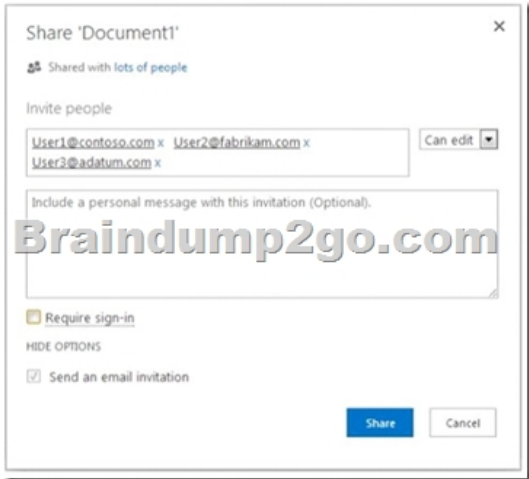 Share 'Document1'
Shared with lots of people
Invite people
User1@contoso.com x User2@fabrikam.com x
User3@adatum.com x
Can edit
Include a personal message with this invitation (Optional).
Braindump2go.com
Require sign-in
HIDE OPTIONS
Send an email invitation
Share Cancel